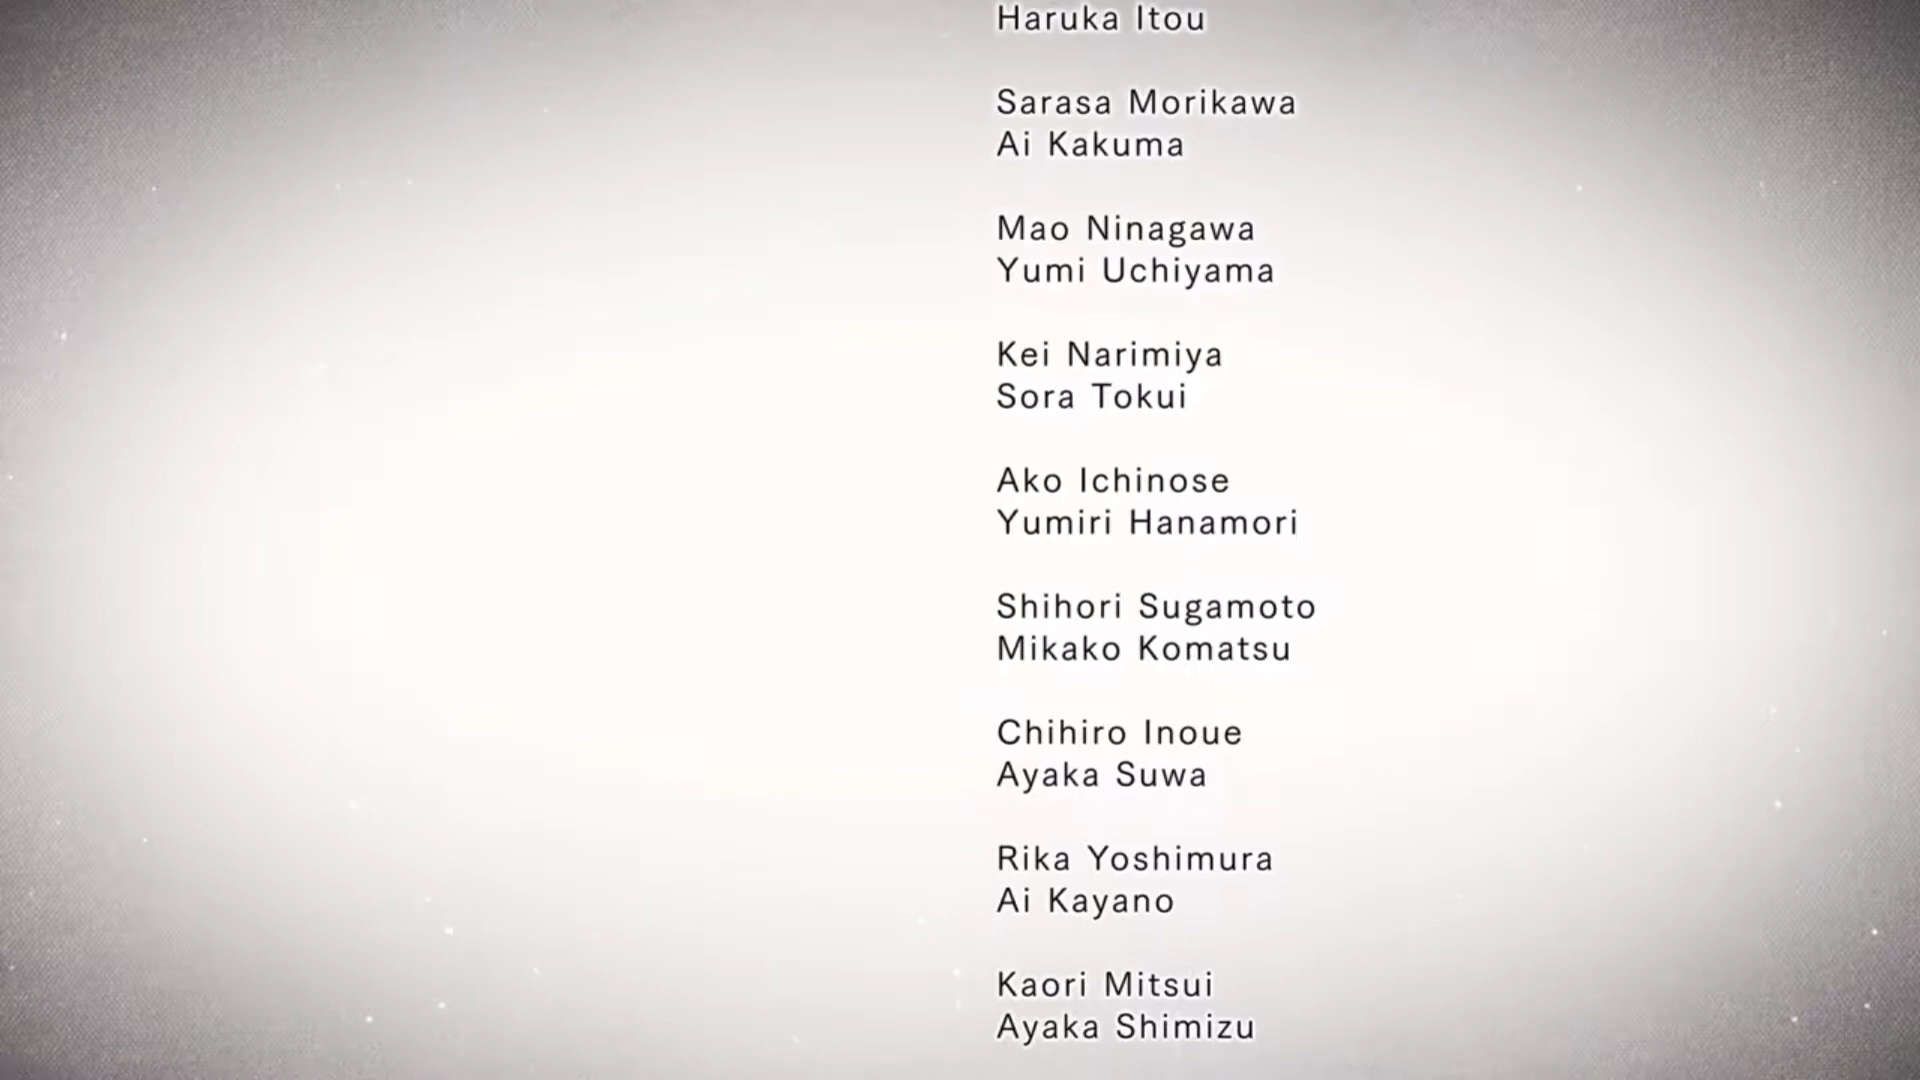 Haruka Itou
Sarasa Morikawa
Ai Kakuma
Mao Ninagawa
Yumi Uchiyama
Kei Narimiya
Sora Tokui
Ako Ichinose
Yumiri Hanamori
Shihori Sugamoto
Mikako Komatsu
Chihiro Inoue
Ayaka Suwa
Rika Yoshimura
Ai Kayano
Kaori Mitsui
Ayaka Shimizu